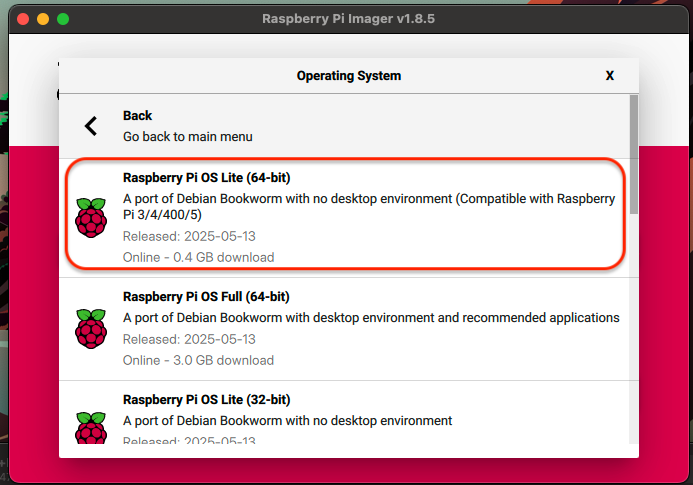 Raspberry Pi Imager v1.8.5
Operating System
X
Back
Go back to main menu
Raspberry Pi OS Lite (64-bit)
A port of Debian Bookworm with no desktop environment (Compatible with Raspberry
Pi 3/4/400/5)
Released: 2025-05-13
Online - 0.4 GB download
Raspberry Pi OS Full (64-bit)
A port of Debian Bookworm with desktop environment and recommended applications
Released: 2025-05-13
Online - 3.0 GB download
Raspberry Pi OS Lite (32-bit)
A port of Debian Bookworm with no desktop environment
Released: 2025-05-13